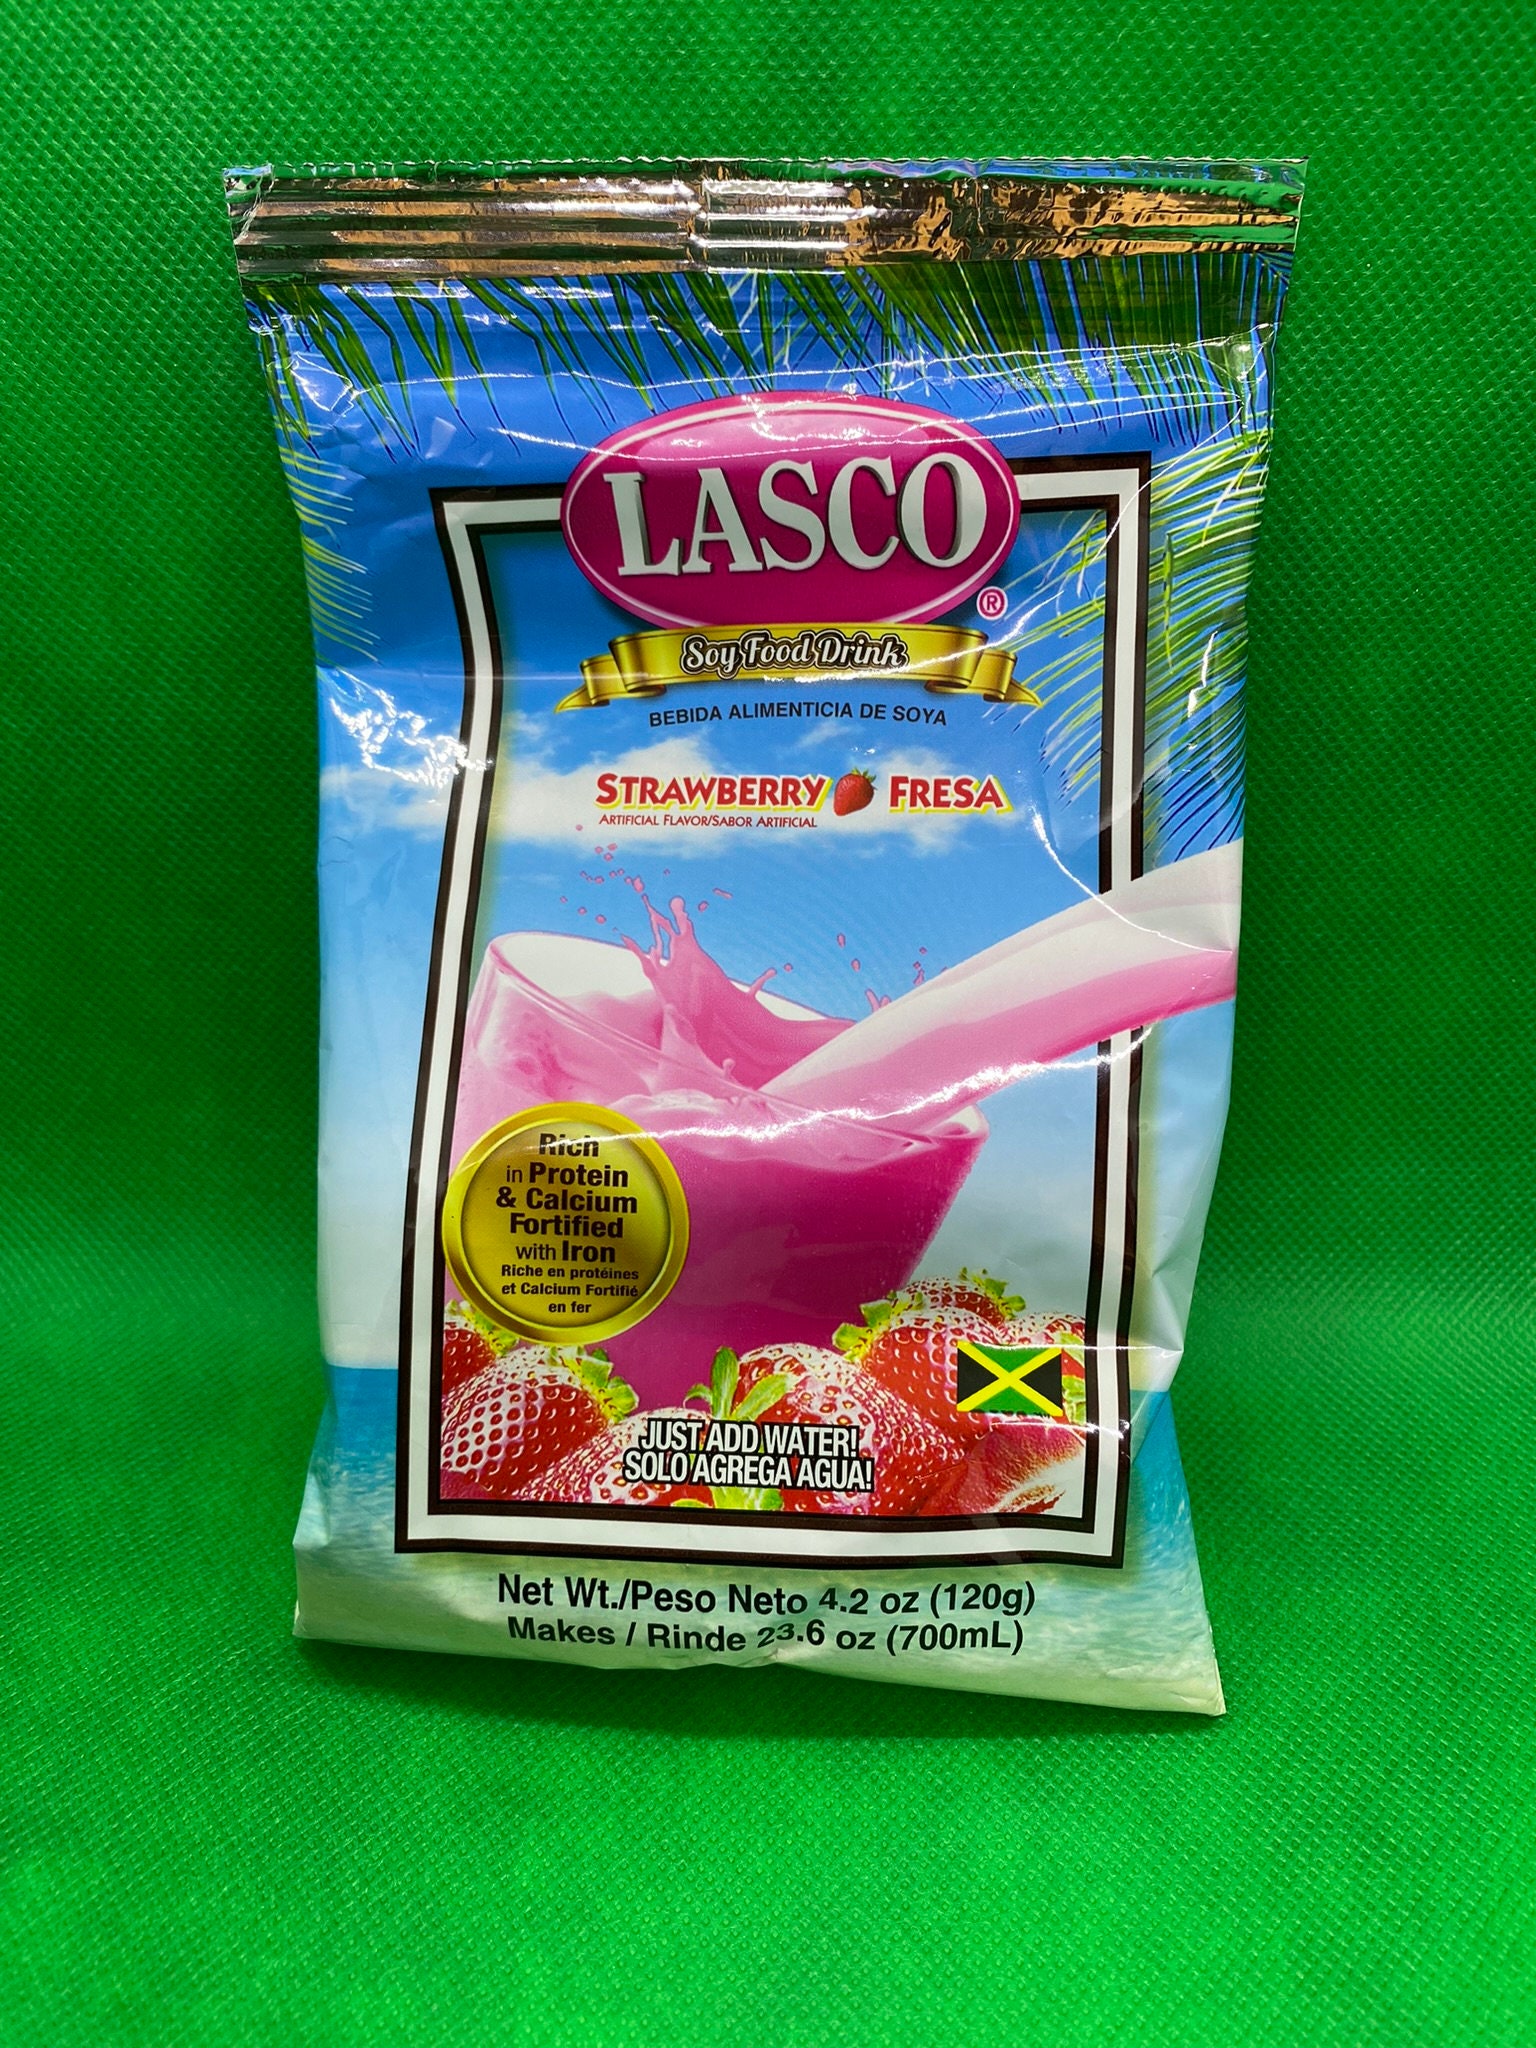 LASCO
®
Soy Food Drink
BEBIDA ALIMENTICIA DE SOYA
STRAWBERRY FRESA
ARTIFICIAL FLAVOR/SABOR ARTIFICIAL
Rich
in Protein
& Calcium
Fortified
with Iron
Riche en protéines
et Calcium Fortifié
en fer
JUST ADD WATER!
SOLO AGREGA AGUA!
Net Wt./Peso Neto 4.2 oz (120g)
Makes / Rinde 23.6 oz (700mL)